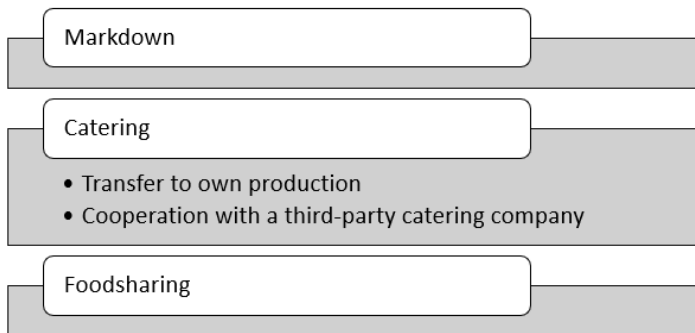 Markdown
Catering
• Transfer to own production
• Cooperation with a third-party catering company
Foodsharing